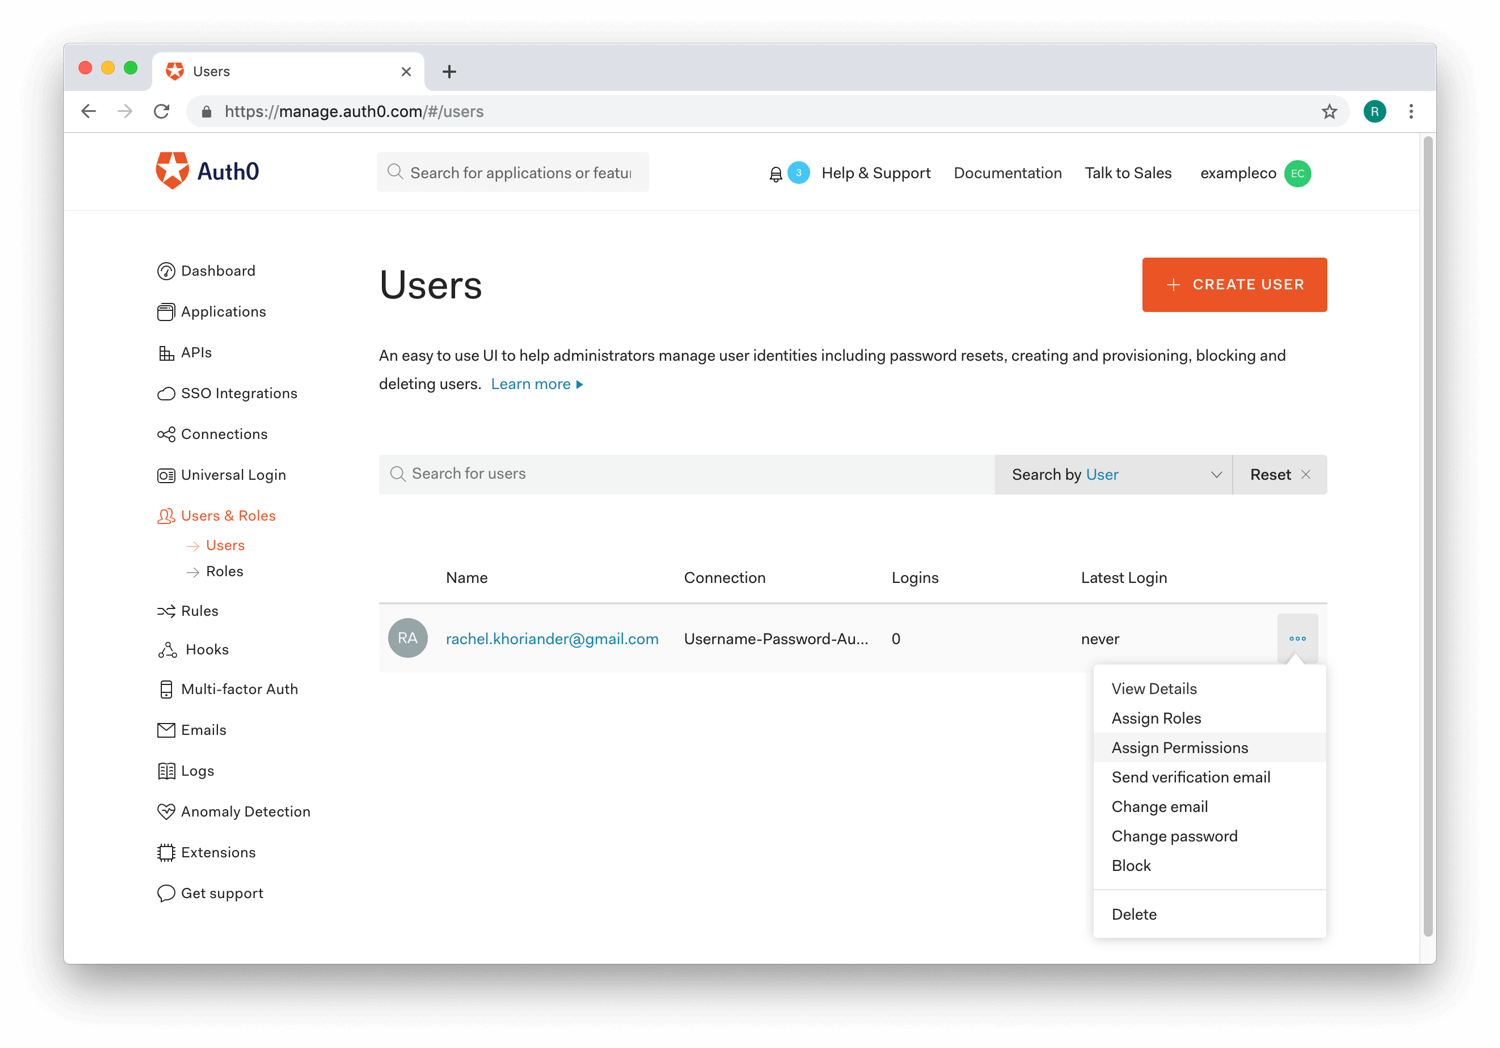 Users
https://manage.auth0.com/#/users
R
Auth0
Search for applications or featu
3
Help & Support
Documentation
Talk to Sales
exampleco
EC
Dashboard
Applications
APIs
SSO Integrations
Connections
Universal Login
Users & Roles
Users
Roles
Rules
Hooks
Multi-factor Auth
Emails
Logs
Anomaly Detection
Extensions
Get support
Users
CREATE USER
An easy to use UI to help administrators manage user identities including password resets, creating and provisioning, blocking and
deleting users. Learn more
Search for users
Search by User
Reset
Name Connection Logins Latest Login
RA rachel.khoriander@gmail.com Username-Password-Au... 0 never
View Details
Assign Roles
Assign Permissions
Send verification email
Change email
Change password
Block
Delete